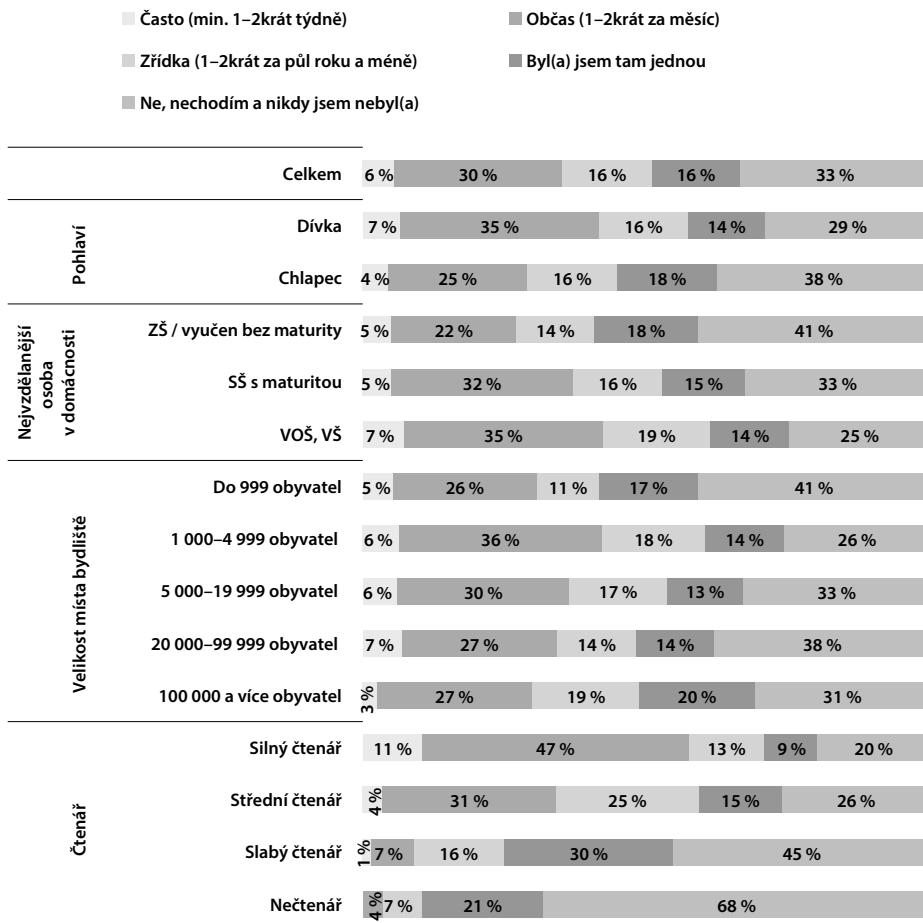 Často (min. 1–2krát týdně) Občas (1–2krát za měsíc)
Zřídka (1–2krát za půl roku a méně) Byl(a) jsem tam jednou
Ne, nechodím a nikdy jsem nebyl(a)
Celkem 6 % 30 % 16 % 16 % 33 %
Pohlaví
Dívka 7 % 35 % 16 % 14 % 29 %
Chlapec 4 % 25 % 16 % 18 % 38 %
Nejvzdělanější
osoba
v domácnosti
ZŠ / vyučen bez maturity 5 % 22 % 14 % 18 % 41 %
SŠ s maturitou 5 % 32 % 16 % 15 % 33 %
VOŠ, VŠ 7 % 35 % 19 % 14 % 25 %
Velikost místa bydliště
Do 999 obyvatel 5 % 26 % 11 % 17 % 41 %
1 000–4 999 obyvatel 6 % 36 % 18 % 14 % 26 %
5 000–19 999 obyvatel 6 % 30 % 17 % 13 % 33 %
20 000–99 999 obyvatel 7 % 27 % 14 % 14 % 38 %
100 000 a více obyvatel 3 % 27 % 19 % 20 % 31 %
Čtenář
Silný čtenář 11 % 47 % 13 % 9 % 20 %
Střední čtenář 4 % 31 % 25 % 15 % 26 %
Slabý čtenář 1 % 7 % 16 % 30 % 45 %
Nečtenář 4 % 7 % 21 % 68 %